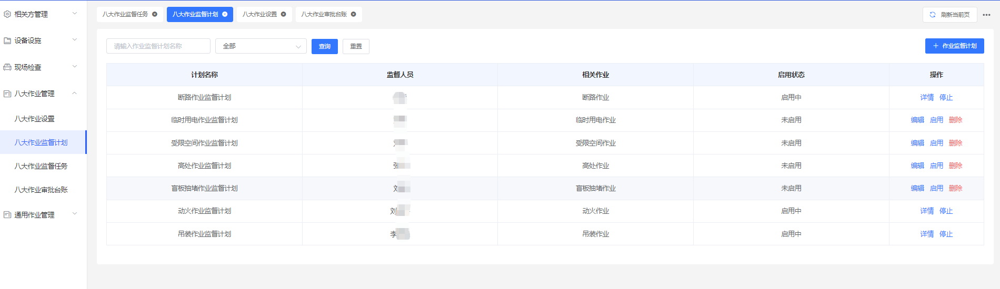 相关方管理
设备设施
现场检查
八大作业管理
八大作业设置
八大作业监督计划
八大作业监督任务
八大作业审批台账
通用作业管理
八大作业监督任务 八大作业监督计划 八大作业设置 八大作业审批台账 刷新当前页
请输入作业监督计划名称 全部 查询 重置 作业监督计划
计划名称 监督人员 相关作业 启用状态 操作
断路作业监督计划 断路作业 启用中 详情 停止
临时用电作业监督计划 临时用电作业 未启用 编辑 启用 删除
受限空间作业监督计划 受限空间作业 未启用 编辑 启用 删除
高处作业监督计划 高处作业 未启用 编辑 启用 删除
盲板抽堵作业监督计划 盲板抽堵作业 未启用 编辑 启用 删除
动火作业监督计划 刘 动火作业 启用中 详情 停止
吊装作业监督计划 李 吊装作业 启用中 详情 停止